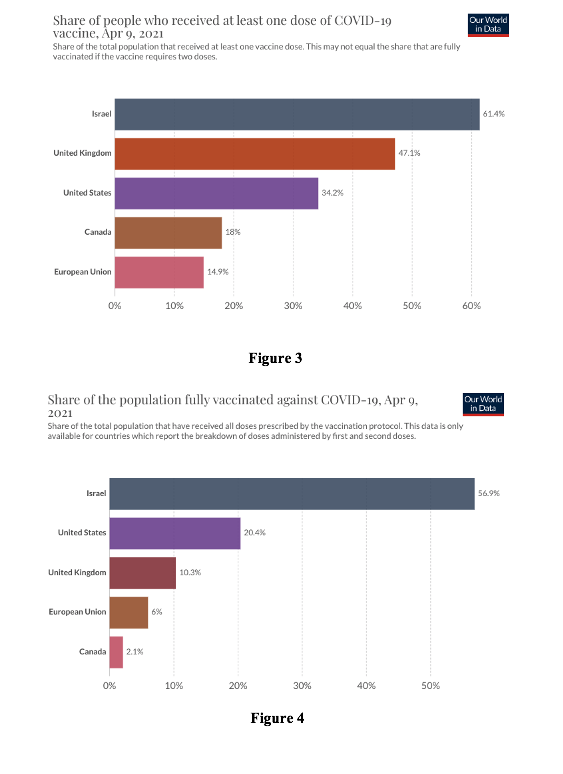 Share of people who received at least one dose of COVID-19
vaccine, Apr 9, 2021
Our World
in Data
Share of the total population that received at least one vaccine dose. This may not equal the share that are fully
vaccinated if the vaccine requires two doses.
Israel 61.4%
United Kingdom 47.1%
United States 34.2%
Canada 18%
European Union 14.9%
0% 10% 20% 30% 40% 50% 60%
Figure 3
Share of the population fully vaccinated against COVID-19, Apr 9,
2021
Our World
in Data
Share of the total population that have received all doses prescribed by the vaccination protocol. This data is only
available for countries which report the breakdown of doses administered by first and second doses.
Israel 56.9%
United States 20.4%
United Kingdom 10.3%
European Union 6%
Canada 2.1%
0% 10% 20% 30% 40% 50%
Figure 4